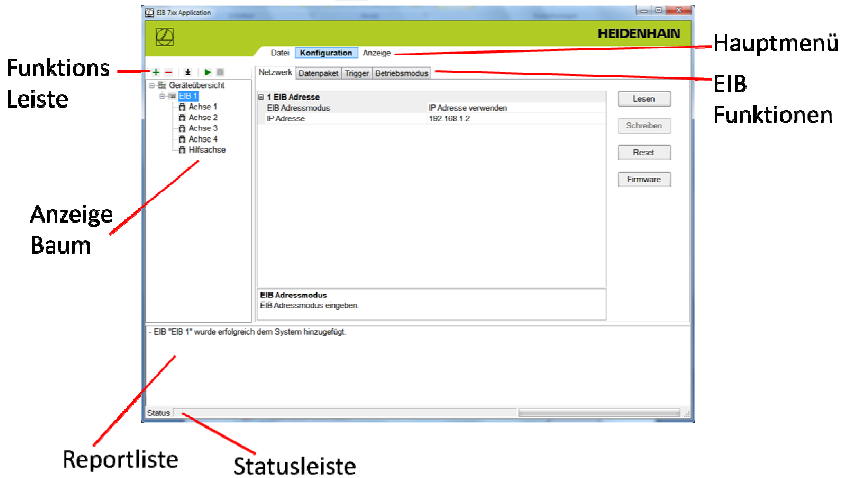 EIB 7xx Application
HEIDENHAIN
Datei Konfiguration Anzeige
Hauptmenü
Funktions
Leiste
Netzwerk Datenpaket Trigger Betriebsmodus
EIB
Funktionen
Geräteübersicht
EIB 1
Achse 1
Achse 2
Achse 3
Achse 4
Hilfsachse
1 EIB Adresse
EIB Adressmodus IP Adresse verwenden
IP Adresse 192.168.1.2
Lesen
Schreiben
Reset
Firmware
Anzeige
Baum
EIB Adressmodus
EIB Adressmodus eingeben.
- EIB "EIB 1" wurde erfolgreich dem System hinzugefügt.
Status
Reportliste
Statusleiste